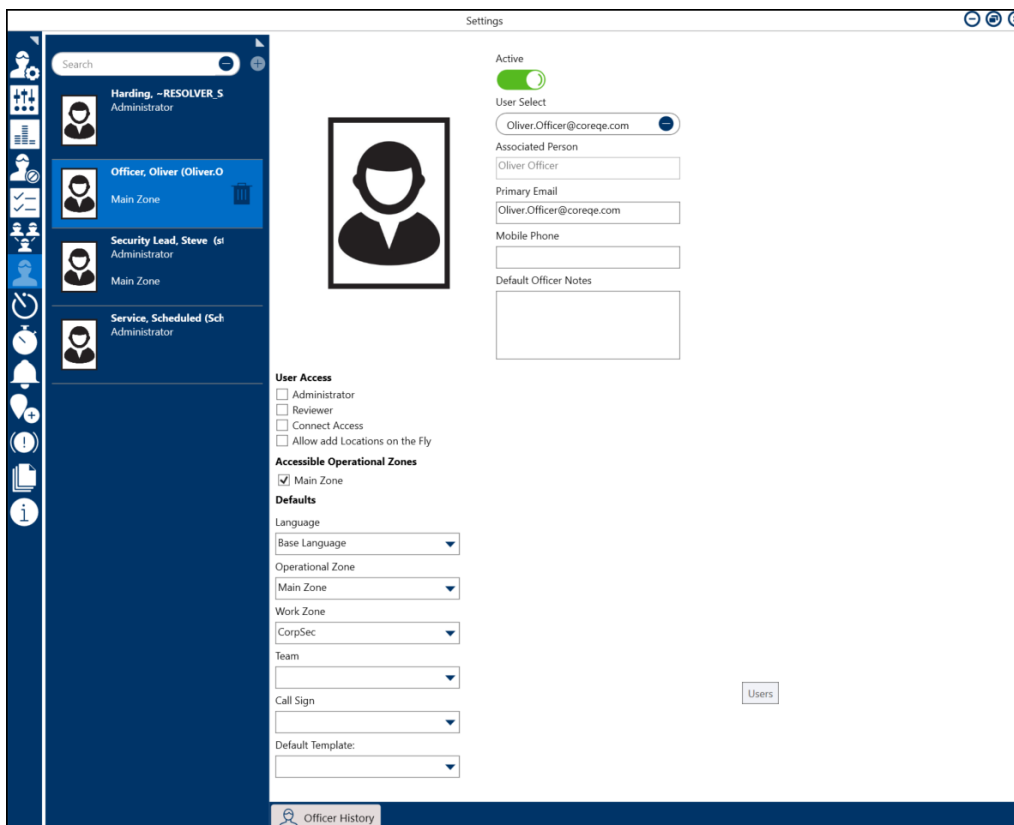 Settings
Search
Harding, ~RESOLVER_S
Administrator
Officer, Oliver (Oliver.O
Main Zone
Security Lead, Steve (st
Administrator
Main Zone
Service, Scheduled (Sch
Administrator
Active
User Select
Oliver.Officer@coreqe.com
Associated Person
Oliver Officer
Primary Email
Oliver.Officer@coreqe.com
Mobile Phone
Default Officer Notes
User Access
Administrator
Reviewer
Connect Access
Allow add Locations on the Fly
Accessible Operational Zones
Main Zone
Defaults
Language
Base Language
Operational Zone
Main Zone
Work Zone
CorpSec
Team
Call Sign
Default Template:
Users
Officer History